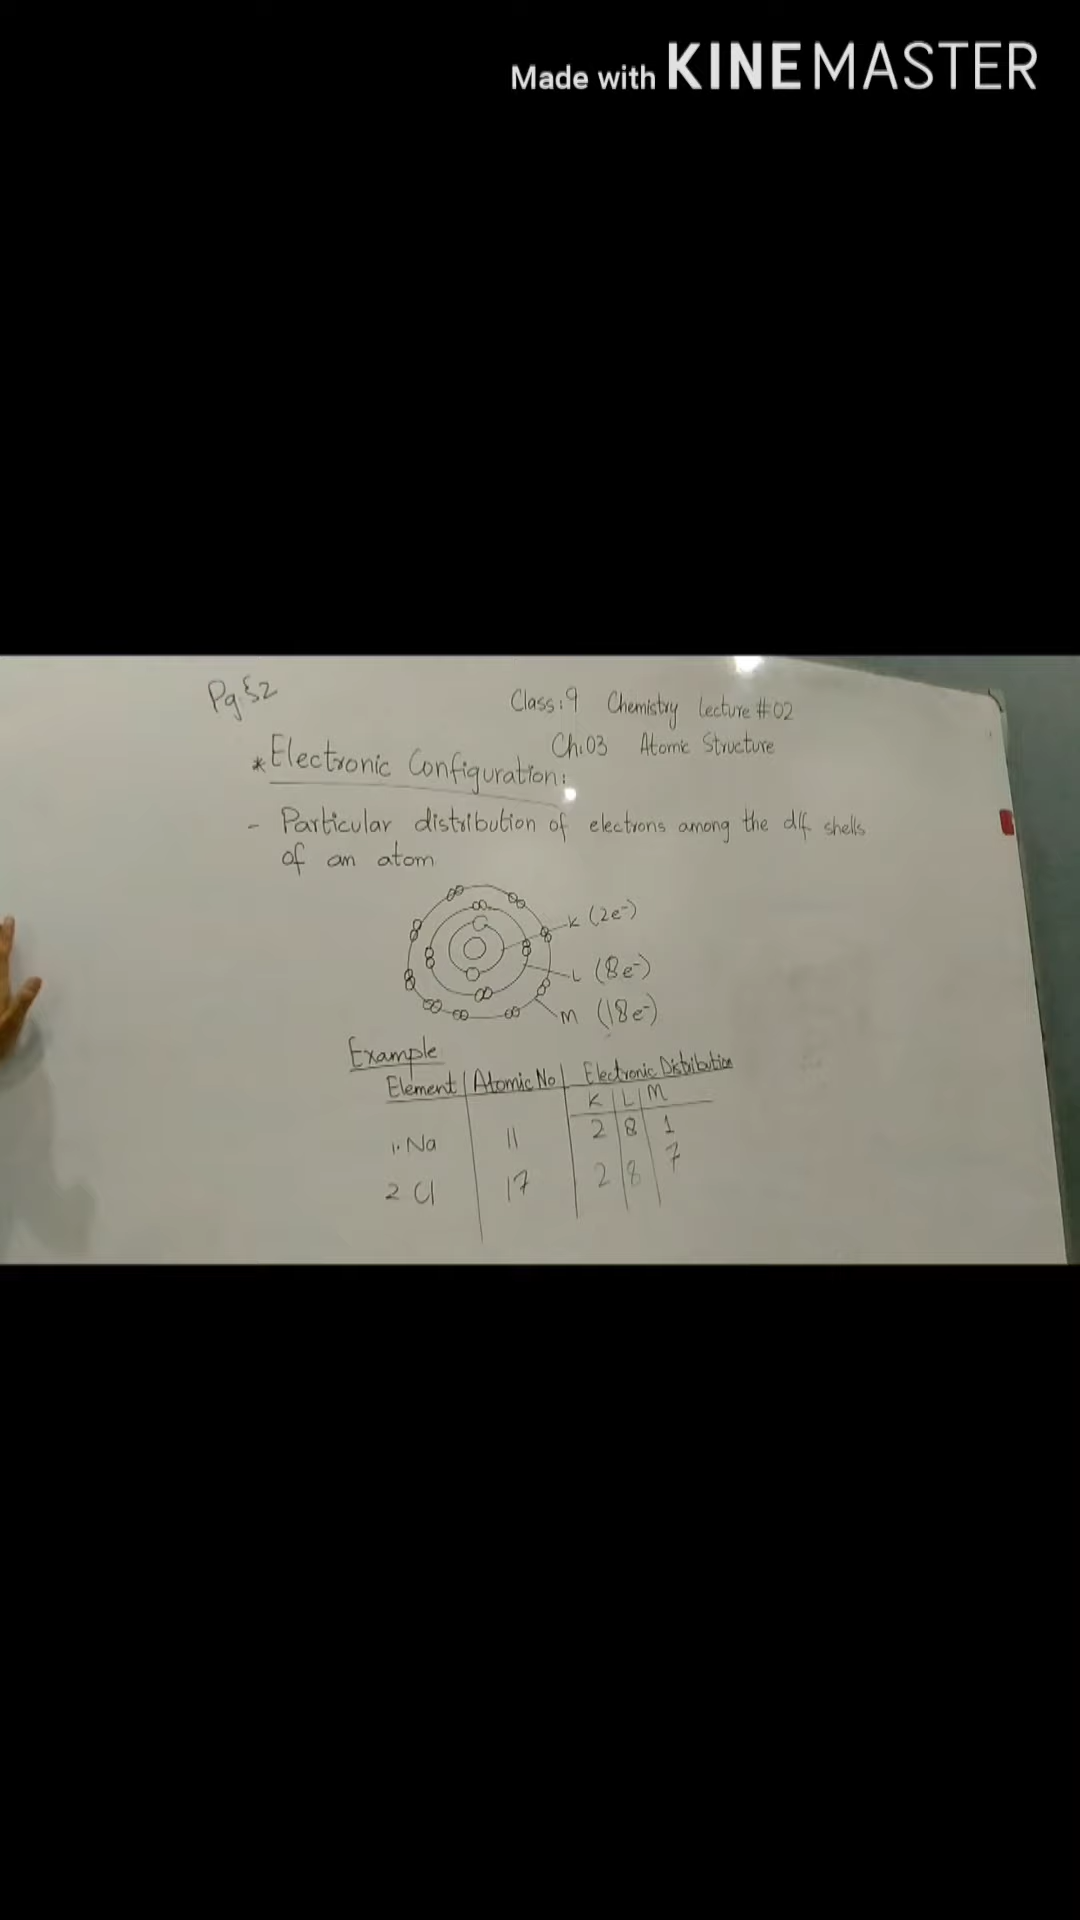 Made with KINEMASTER
Pg.52
Class:9 Chemistry Lecture #02
Ch:03 Atomic Structure
* Electronic Configuration:
- Particular distribution of electrons among the dlf shells
of an atom
K (2e⁻)
L (8e⁻)
M (18e⁻)
Example
Element Atomic No Electronic Distribution
K L M
1. Na 11 2 8 1
2 Cl 17 2 8 7